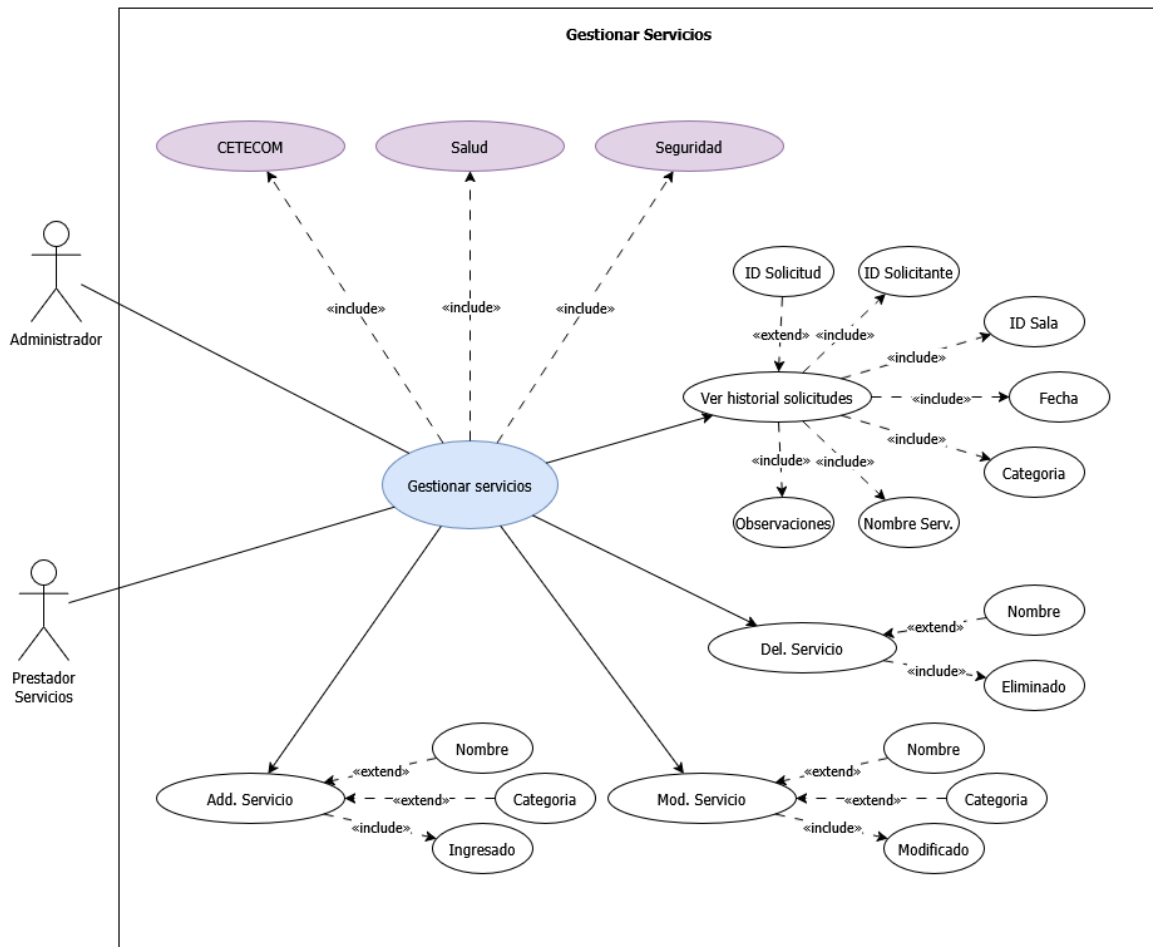 Gestionar Servicios
CETECOM
Salud
Seguridad
Administrador
«include»
«include»
«include»
ID Solicitud
ID Solicitante
ID Sala
«extend»
«include»
«include»
Ver historial solicitudes
«include»
Fecha
«include»
Categoria
«include»
«include»
Observaciones
Nombre Serv.
Gestionar servicios
Prestador
Servicios
Nombre
«extend»
Del. Servicio
«include»
Eliminado
Nombre
«extend»
Add. Servicio
«extend»
Categoria
«include»
Ingresado
Nombre
«extend»
Mod. Servicio
«extend»
Categoria
«include»
Modificado